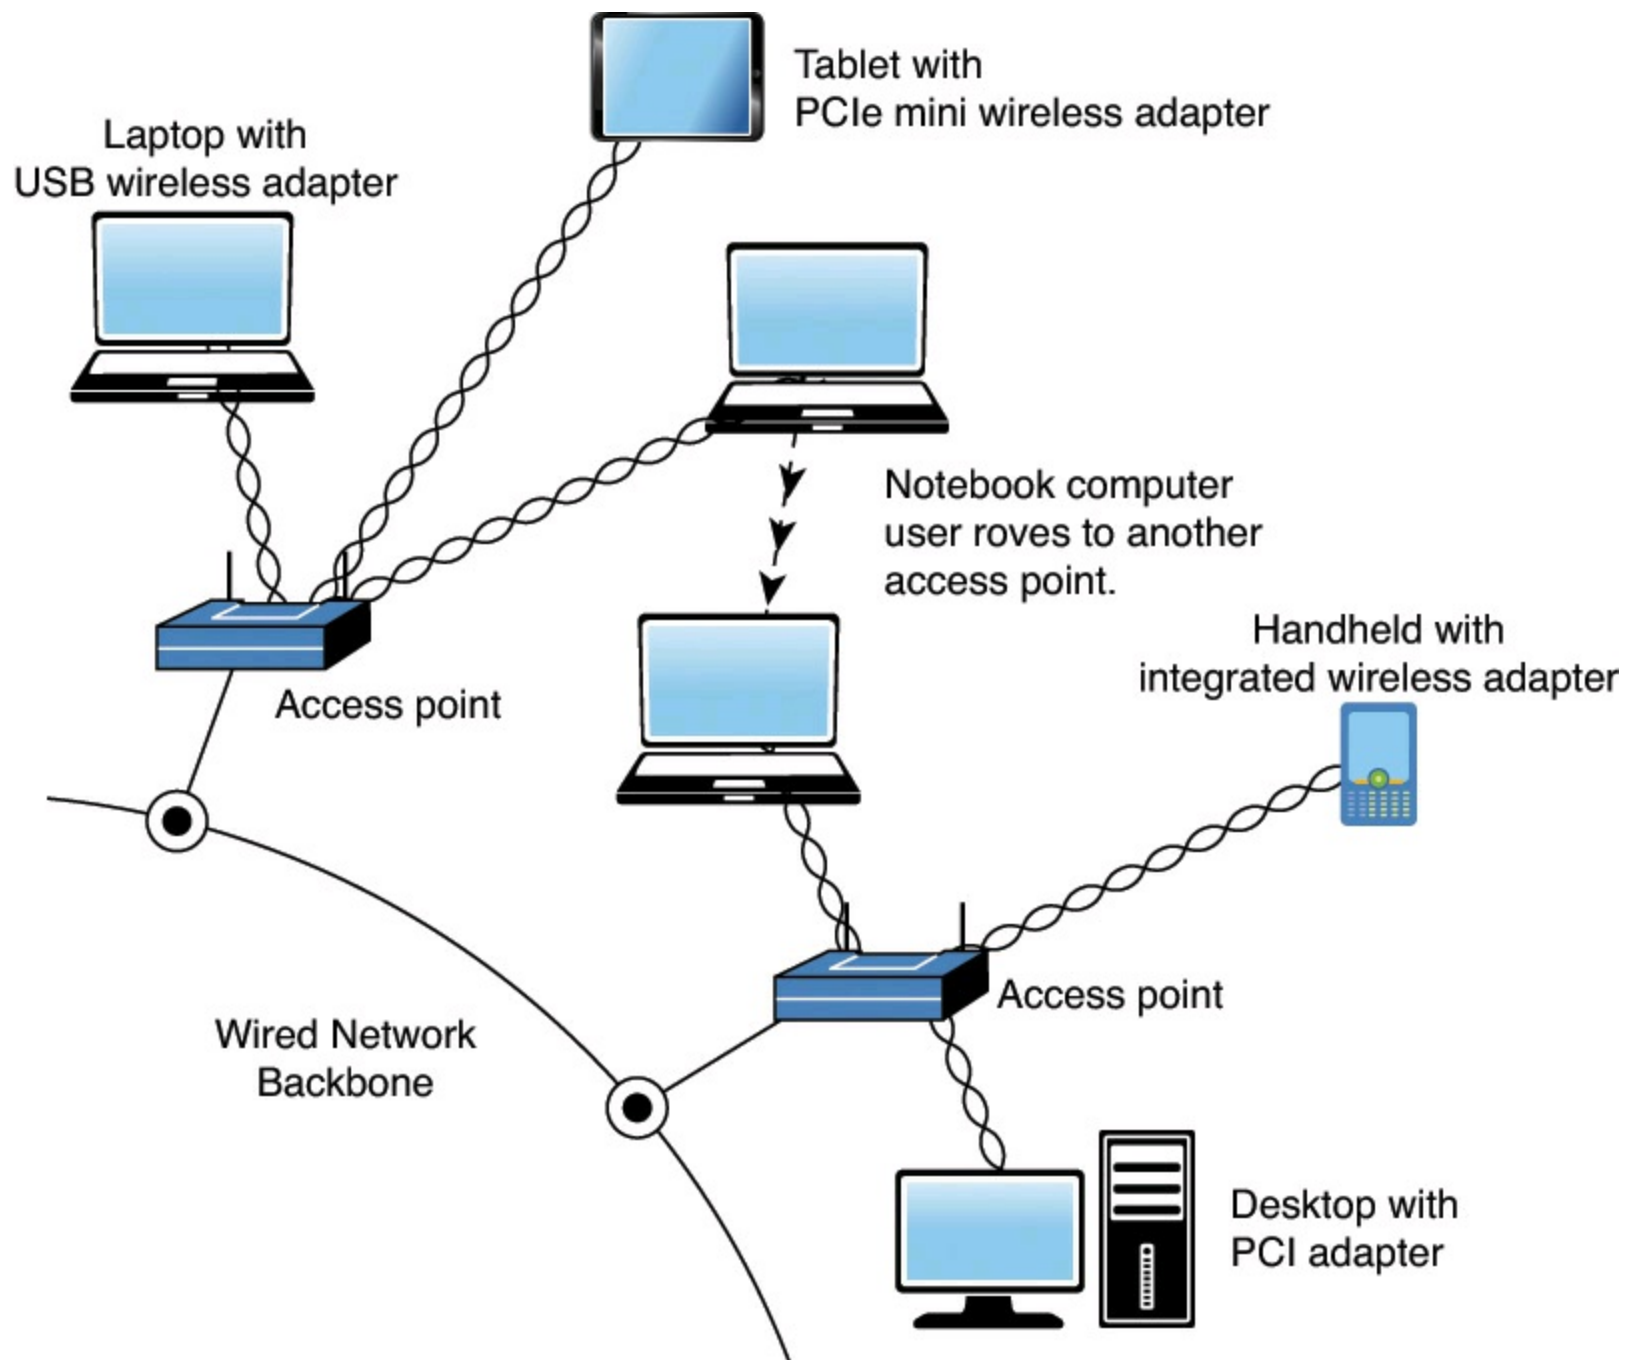 Tablet with
PCIe mini wireless adapter
Laptop with
USB wireless adapter
Notebook computer
user roves to another
access point.
Handheld with
integrated wireless adapter
Access point
Access point
Wired Network
Backbone
Desktop with
PCI adapter